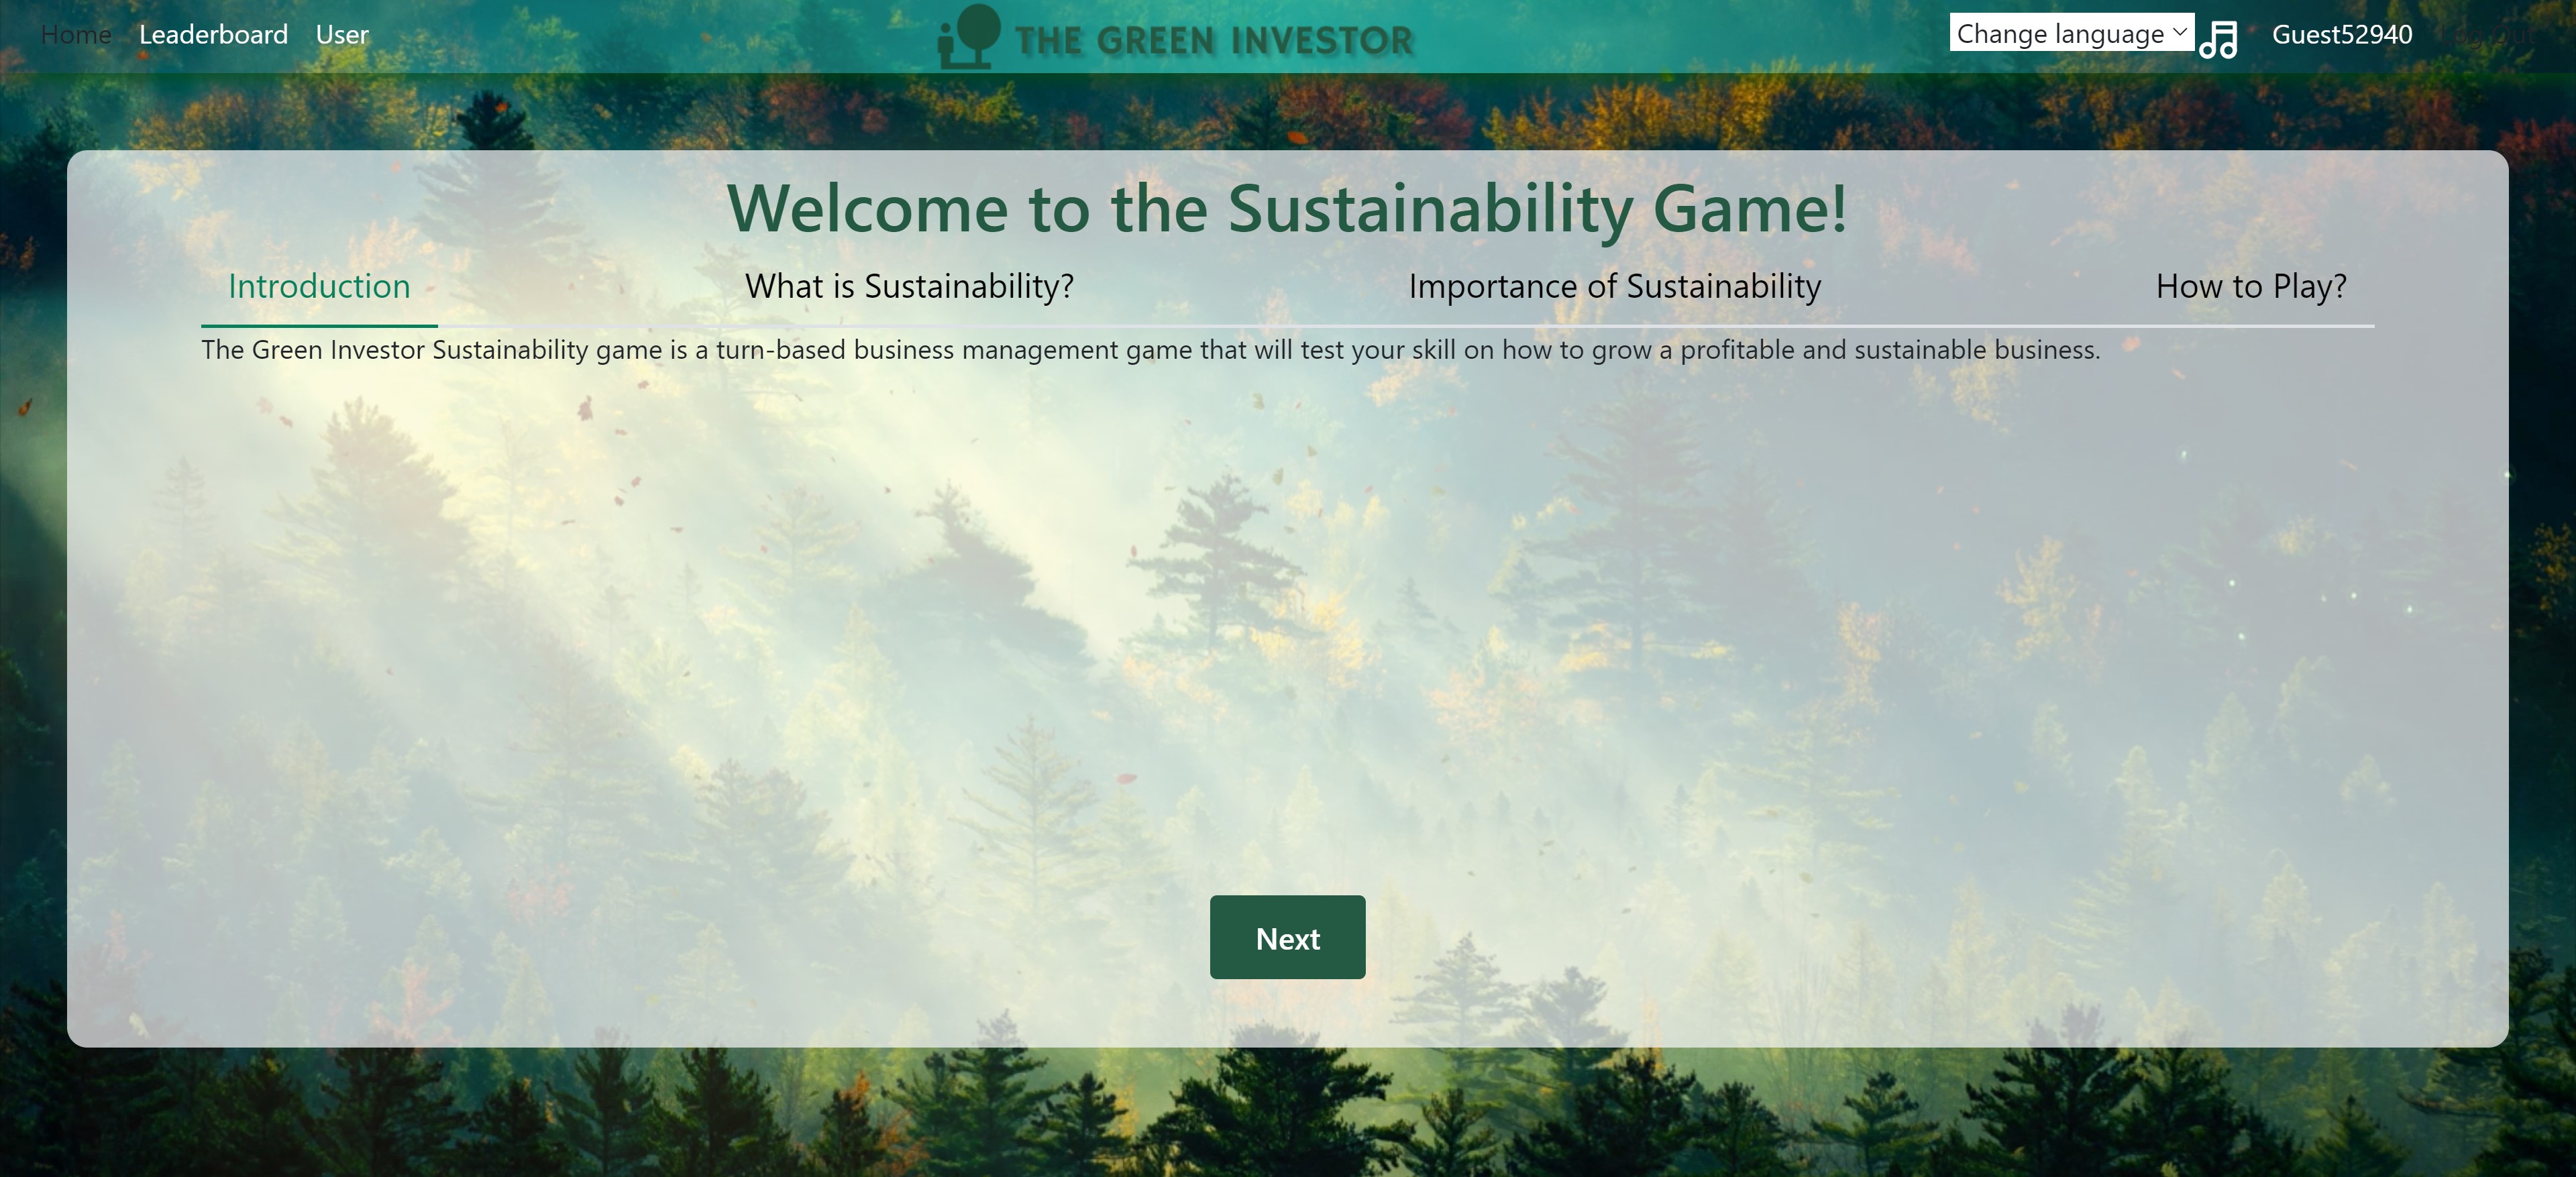 Home Leaderboard User THE GREEN INVESTOR Change language Guest52940
Welcome to the Sustainability Game!
Introduction What is Sustainability? Importance of Sustainability How to Play?
The Green Investor Sustainability game is a turn-based business management game that will test your skill on how to grow a profitable and sustainable business.
Next